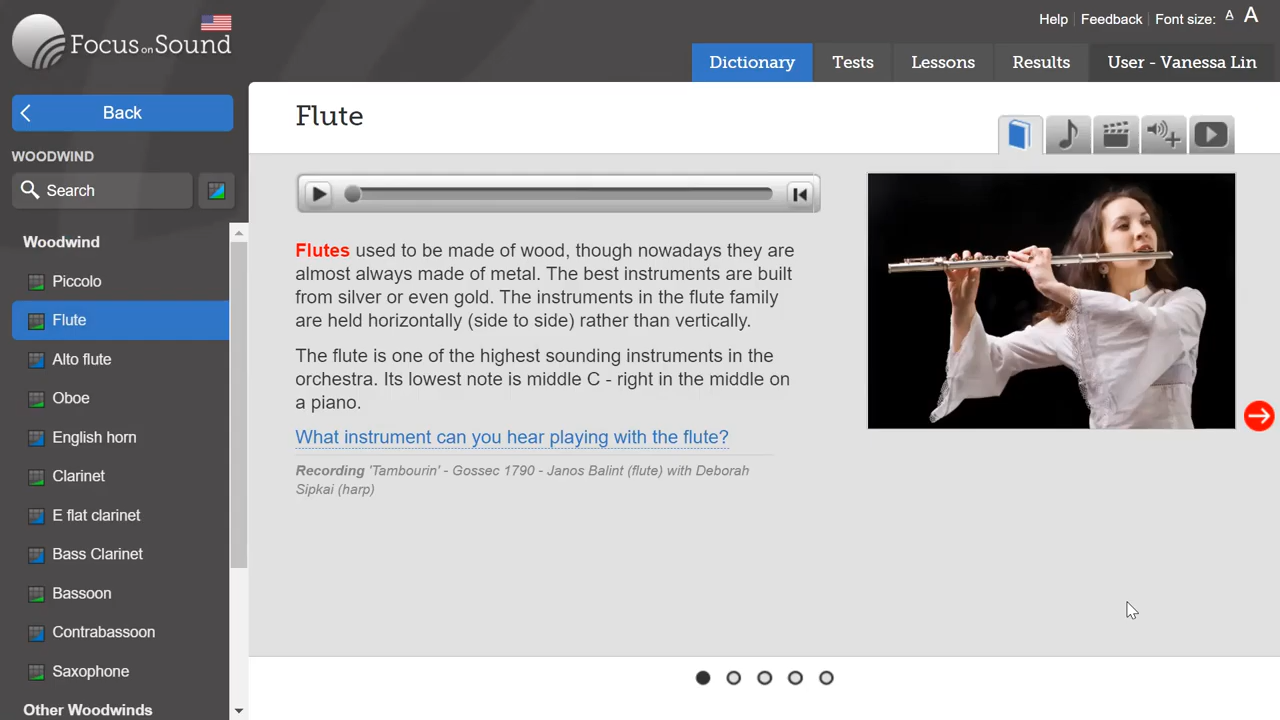 Focus on Sound
Help
Feedback
Font size: A A
Dictionary
Tests
Lessons
Results
User - Vanessa Lin
Back
WOODWIND
Search
Woodwind
Piccolo
Flute
Alto flute
Oboe
English horn
Clarinet
E flat clarinet
Bass Clarinet
Bassoon
Contrabassoon
Saxophone
Other Woodwinds
Flute
Flutes used to be made of wood, though nowadays they are
almost always made of metal. The best instruments are built
from silver or even gold. The instruments in the flute family
are held horizontally (side to side) rather than vertically.
The flute is one of the highest sounding instruments in the
orchestra. Its lowest note is middle C - right in the middle on
a piano.
What instrument can you hear playing with the flute?
Recording 'Tambourin' - Gossec 1790 - Janos Balint (flute) with Deborah
Sipkai (harp)